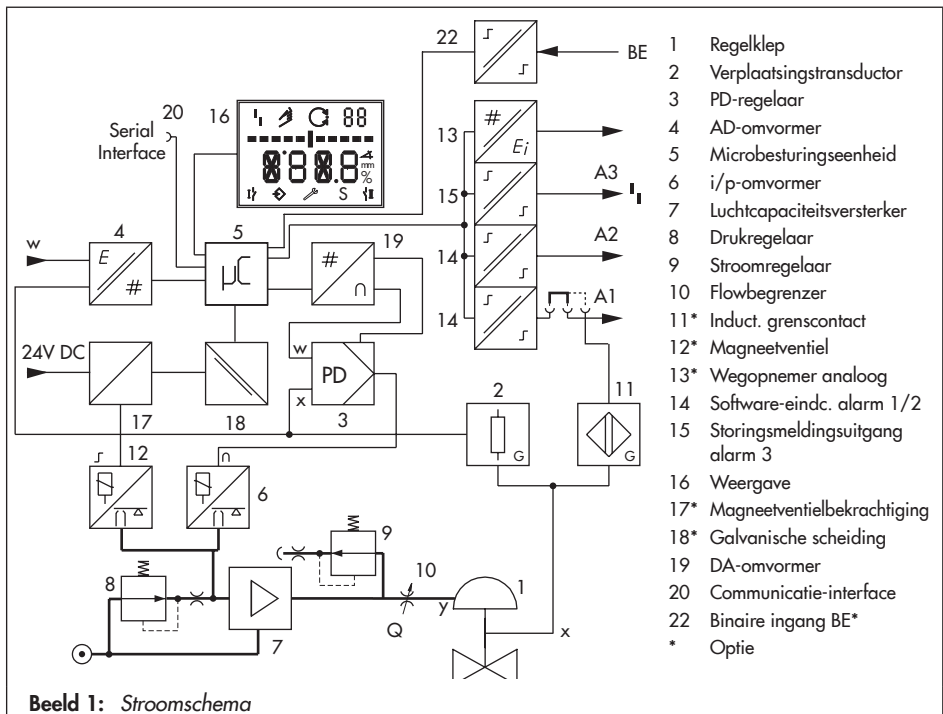 22
BE
20
16
88
Serial
Interface
13
#
Ei
8 8 8.8
mm
%
S
15
A3
w
4
5
19
A2
E
#
µC
#
14
14
A1
24V DC
w
PD
x
2
11
17
18
3
G
G
12
6
9
8
10
1
y
7
Q
x
1 Regelklep
2 Verplaatsingstransductor
3 PD-regelaar
4 AD-omvormer
5 Microbesturingseenheid
6 i/p-omvormer
7 Luchtcapaciteitsversterker
8 Drukregelaar
9 Stroomregelaar
10 Flowbegrenzer
11* Induct. grenscontact
12* Magneetventiel
13* Wegopnemer analoog
14 Software-eindc. alarm 1/2
15 Storingsmeldingsuitgang
alarm 3
16 Weergave
17* Magneetventielbekrachtiging
18* Galvanische scheiding
19 DA-omvormer
20 Communicatie-interface
22 Binaire ingang BE*
* Optie
Beeld 1: Stroomschema